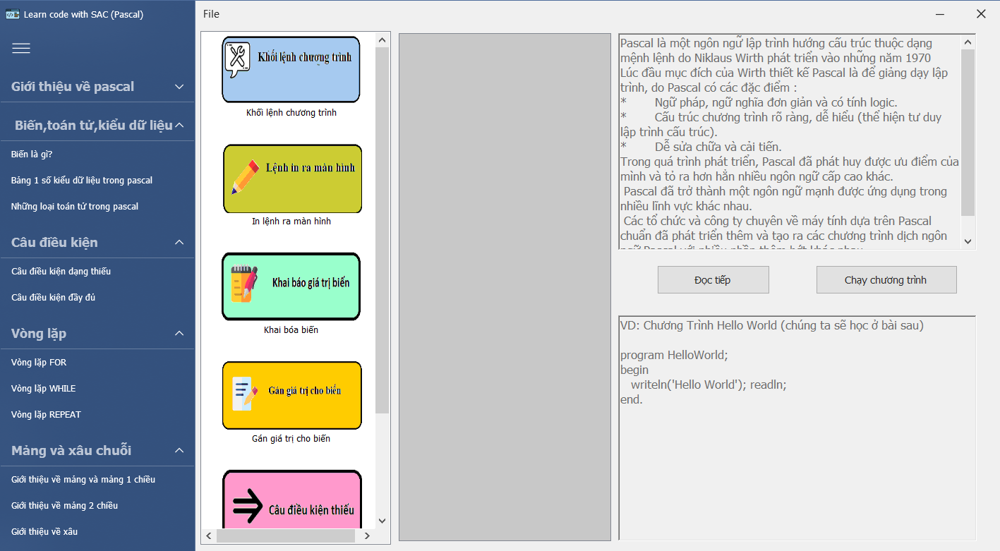 Learn code with SAC (Pascal)
File
Giới thiệu về pascal
Biến,toán tử,kiểu dữ liệu
Biến là gì?
Bảng 1 số kiểu dữ liệu trong pascal
Những loại toán tử trong pascal
Câu điều kiện
Câu điều kiện dạng thiếu
Câu điều kiện đầy đủ
Vòng lặp
Vòng lặp FOR
Vòng lặp WHILE
Vòng lặp REPEAT
Mảng và xâu chuỗi
Giới thiệu về mảng và mảng 1 chiều
Giới thiệu về mảng 2 chiều
Giới thiệu về xâu
Khối lệnh chương trình
Khối lệnh chương trình
Lệnh in ra màn hình
In lệnh ra màn hình
Khai báo giá trị biến
Khai bóa biến
Gán giá trị cho biến
Gán giá trị cho biến
Câu điều kiện thiếu
Pascal là một ngôn ngữ lập trình hướng cấu trúc thuộc dạng
mệnh lệnh do Niklaus Wirth phát triển vào những năm 1970
Lúc đầu mục đích của Wirth thiết kế Pascal là để giảng dạy lập
trình, do Pascal có các đặc điểm :
* Ngữ pháp, ngữ nghĩa đơn giản và có tính logic.
* Cấu trúc chương trình rõ ràng, dễ hiểu (thể hiện tư duy
lập trình cấu trúc).
* Dễ sửa chữa và cải tiến.
Trong quá trình phát triển, Pascal đã phát huy được ưu điểm của
mình và tỏ ra hơn hẳn nhiều ngôn ngữ cấp cao khác.
Pascal đã trở thành một ngôn ngữ mạnh được ứng dụng trong
nhiều lĩnh vực khác nhau.
Các tổ chức và công ty chuyên về máy tính dựa trên Pascal
chuẩn đã phát triển thêm và tạo ra các chương trình dịch ngôn
ngữ Pascal với nhiều phần thêm bớt khác nhau
Đọc tiếp
Chạy chương trình
VD: Chương Trình Hello World (chúng ta sẽ học ở bài sau)
program HelloWorld;
begin
writeln('Hello World'); readln;
end.